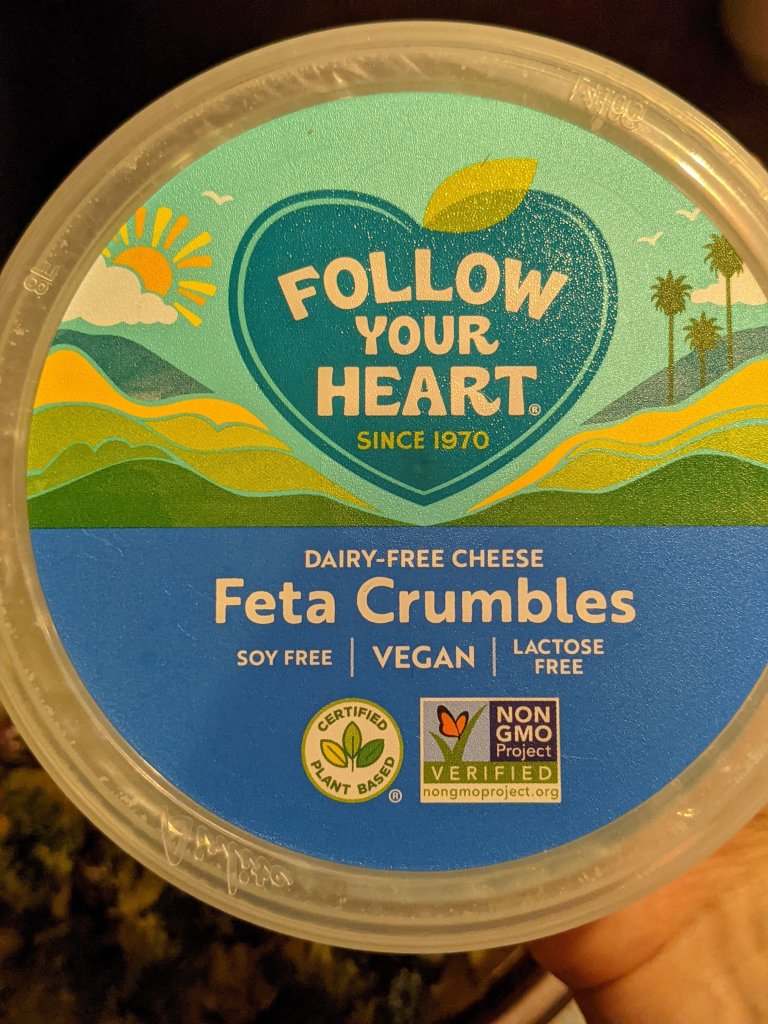 FOLLOW
YOUR
HEART®
SINCE 1970
DAIRY-FREE CHEESE
Feta Crumbles
SOY FREE
VEGAN
LACTOSE
FREE
CERTIFIED
PLANT BASED
®
NON
GMO
Project
VERIFIED
nongmoproject.org